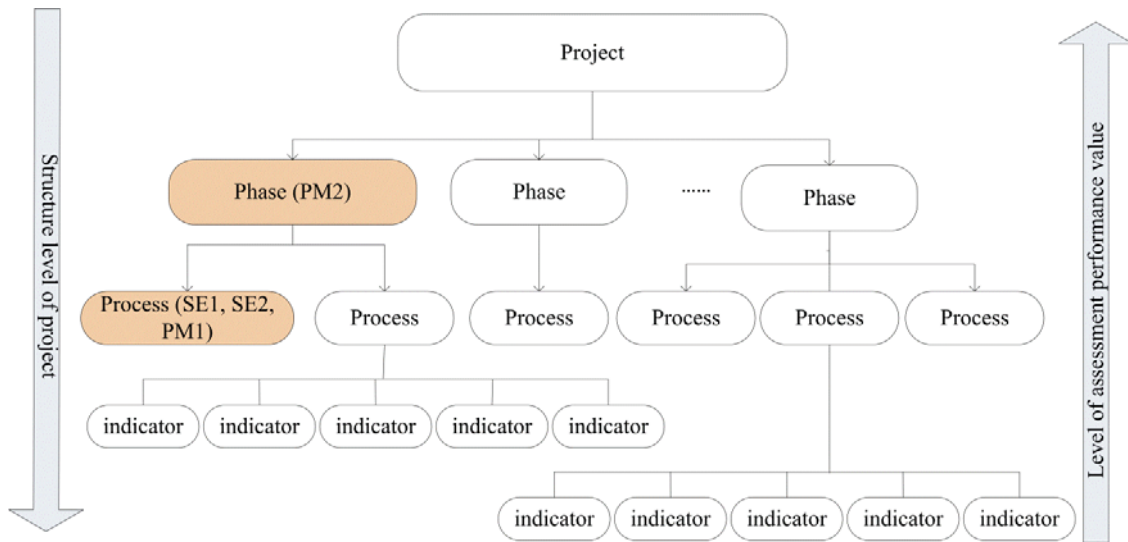 Project
Phase (PM2)
Phase
......
Phase
Process (SE1, SE2,
PM1)
Process
Process
Process
Process
Process
indicator
indicator
indicator
indicator
indicator
indicator
indicator
indicator
indicator
indicator
Structure level of project
Level of assessment performance value